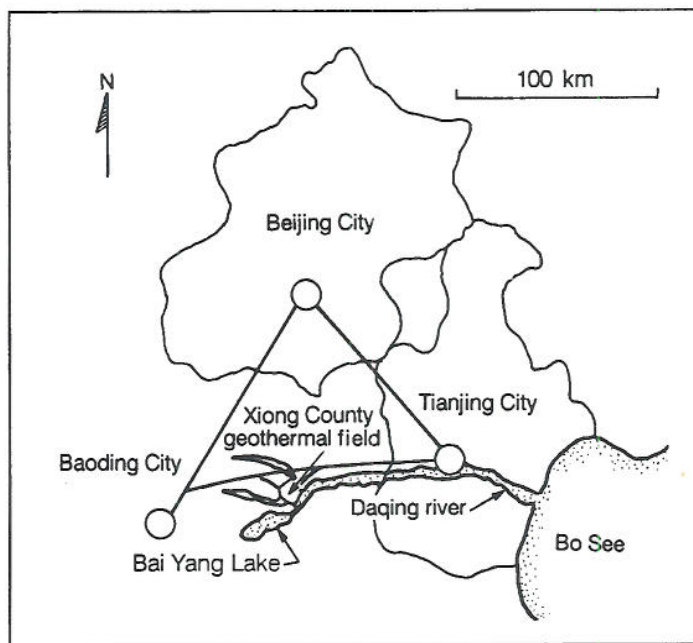 N
100 km
Beijing City
Xiong County
geothermal field
Tianjing City
Baoding City
Daqing river
Bo See
Bai Yang Lake